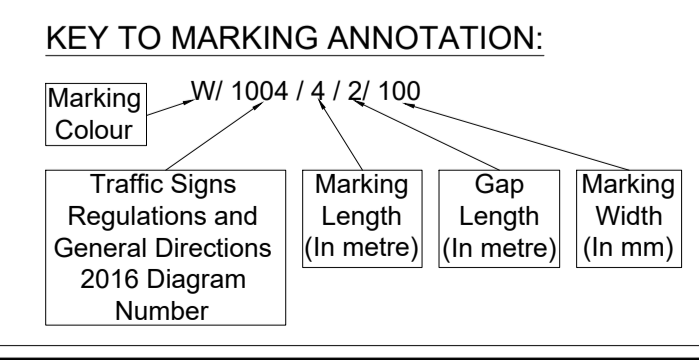 KEY TO MARKING ANNOTATION:
W/ 1004 / 4 / 2/ 100
Marking
Colour
Traffic Signs
Regulations and
General Directions
2016 Diagram
Number
Marking
Length
(In metre)
Gap
Length
(In metre)
Marking
Width
(In mm)